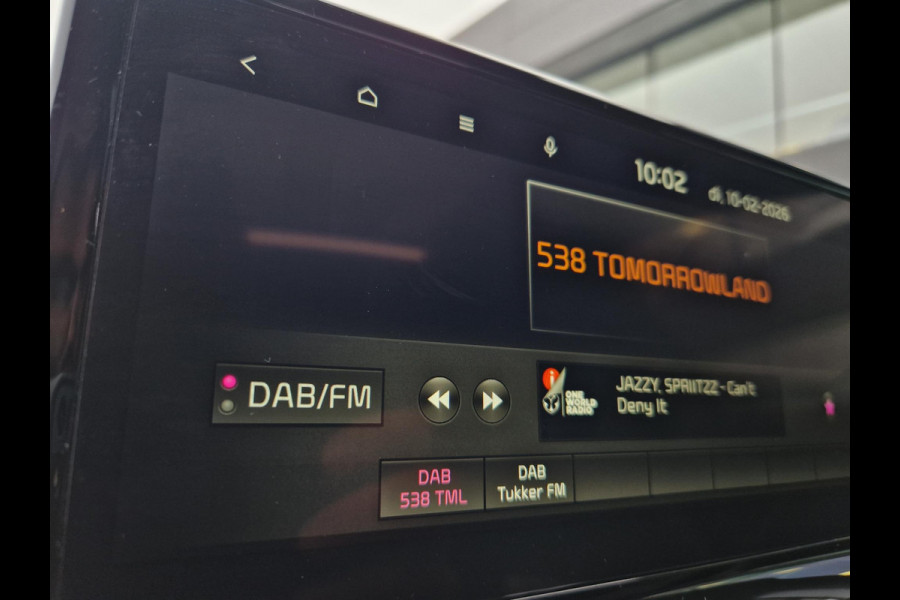 10:02
di, 10-02-2026
538 TOMORROWLAND
DAB/FM
i
ONE
WORLD
RADIO
JAZZY, SPRIITZZ - Can't
Deny It
DAB
538 TML
DAB
Tukker FM